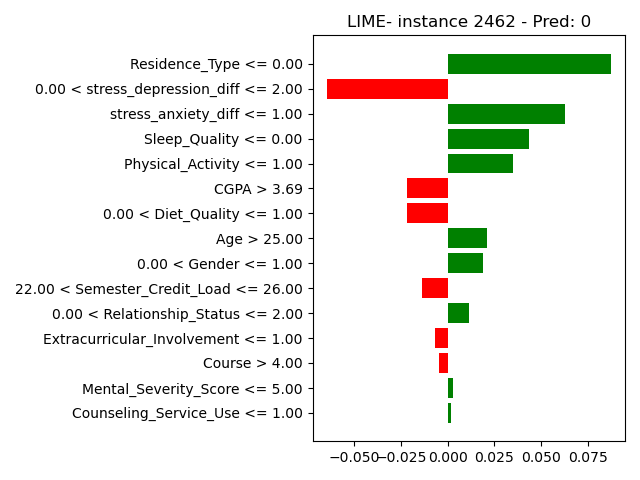 LIME- instance 2462 - Pred: 0
Residence_Type <= 0.00
0.00 < stress_depression_diff <= 2.00
stress_anxiety_diff <= 1.00
Sleep_Quality <= 0.00
Physical_Activity <= 1.00
CGPA > 3.69
0.00 < Diet_Quality <= 1.00
Age > 25.00
0.00 < Gender <= 1.00
22.00 < Semester_Credit_Load <= 26.00
0.00 < Relationship_Status <= 2.00
Extracurricular_Involvement <= 1.00
Course > 4.00
Mental_Severity_Score <= 5.00
Counseling_Service_Use <= 1.00
−0.050 −0.025 0.000 0.025 0.050 0.075